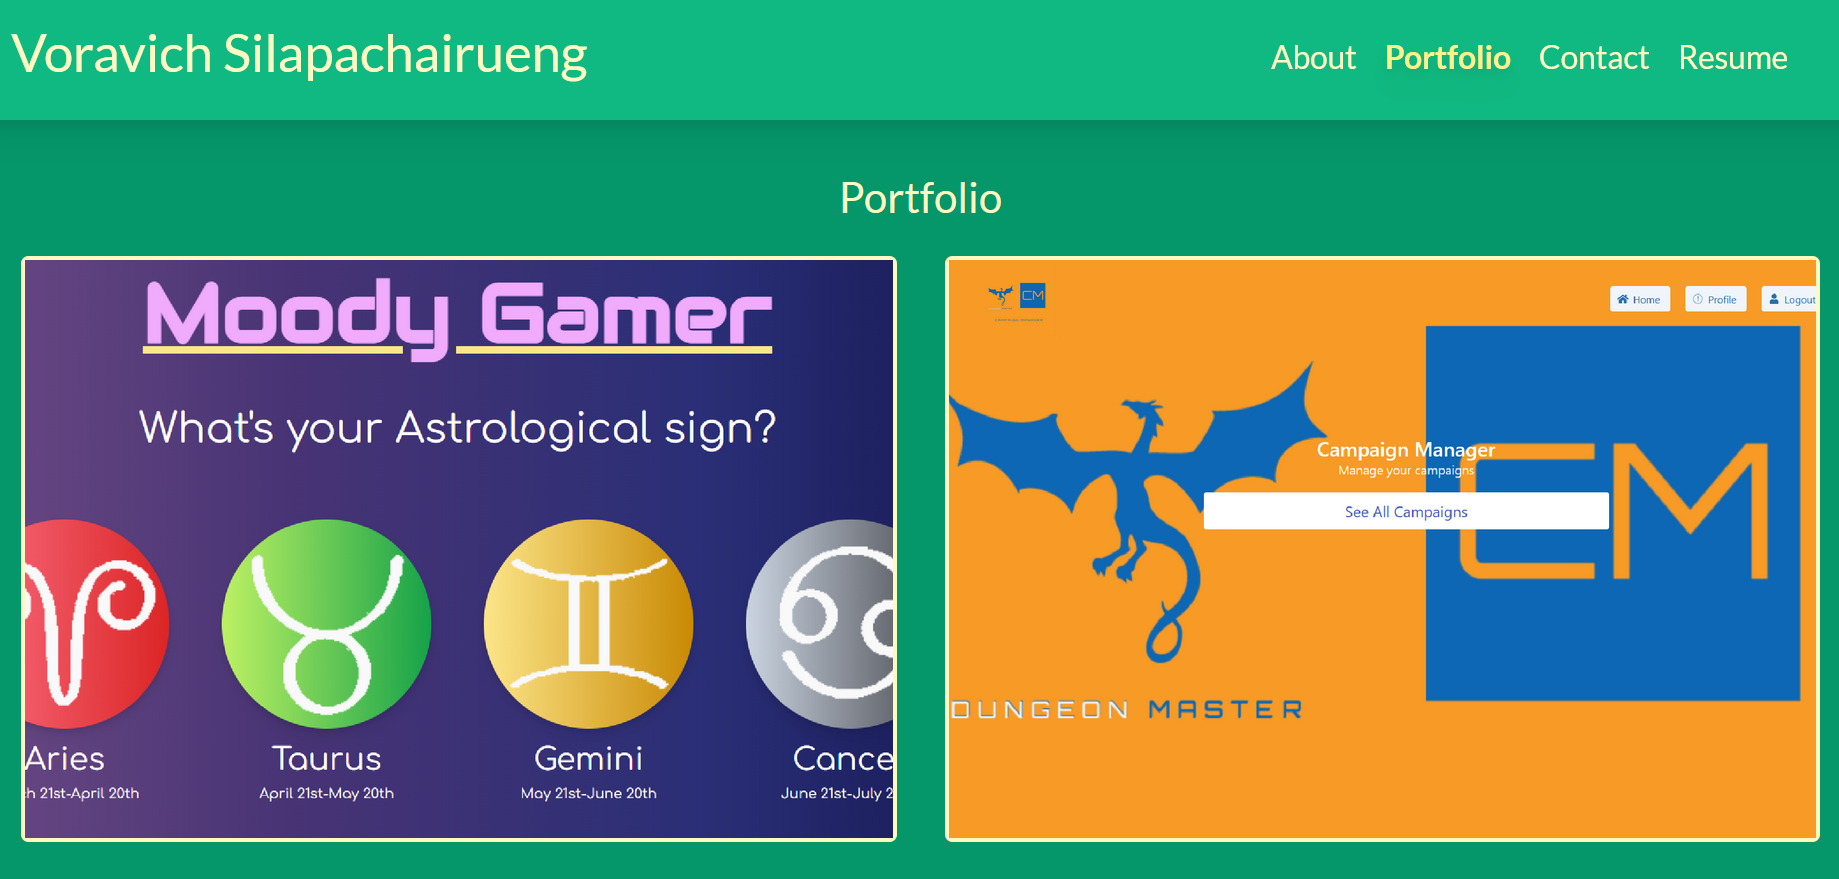 Voravich Silapachairueng
About Portfolio Contact Resume
Portfolio
Moody Gamer
What's your Astrological sign?
Aries
ch 21st-April 20th
Taurus
April 21st-May 20th
Gemini
May 21st-June 20th
Cance
June 21st-July 2
CM
Home Profile Logout
Campaign Manager
Manage your campaigns
See All Campaigns
CM
DUNGEON MASTER